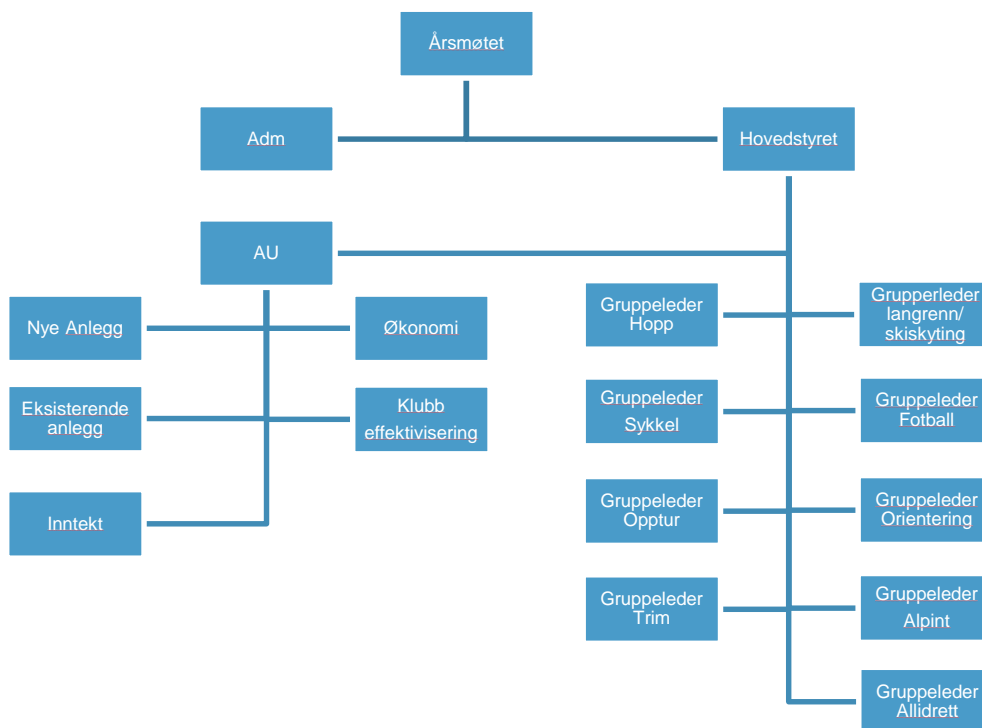 Årsmøtet
Adm
Hovedstyret
AU
Nye Anlegg
Økonomi
Eksisterende
anlegg
Klubb
effektivisering
Inntekt
Gruppeleder
Hopp
Grupperleder
langrenn/
skiskyting
Gruppeleder
Sykkel
Gruppeleder
Fotball
Gruppeleder
Opptur
Gruppeleder
Orientering
Gruppeleder
Trim
Gruppeleder
Alpint
Gruppeleder
Allidrett